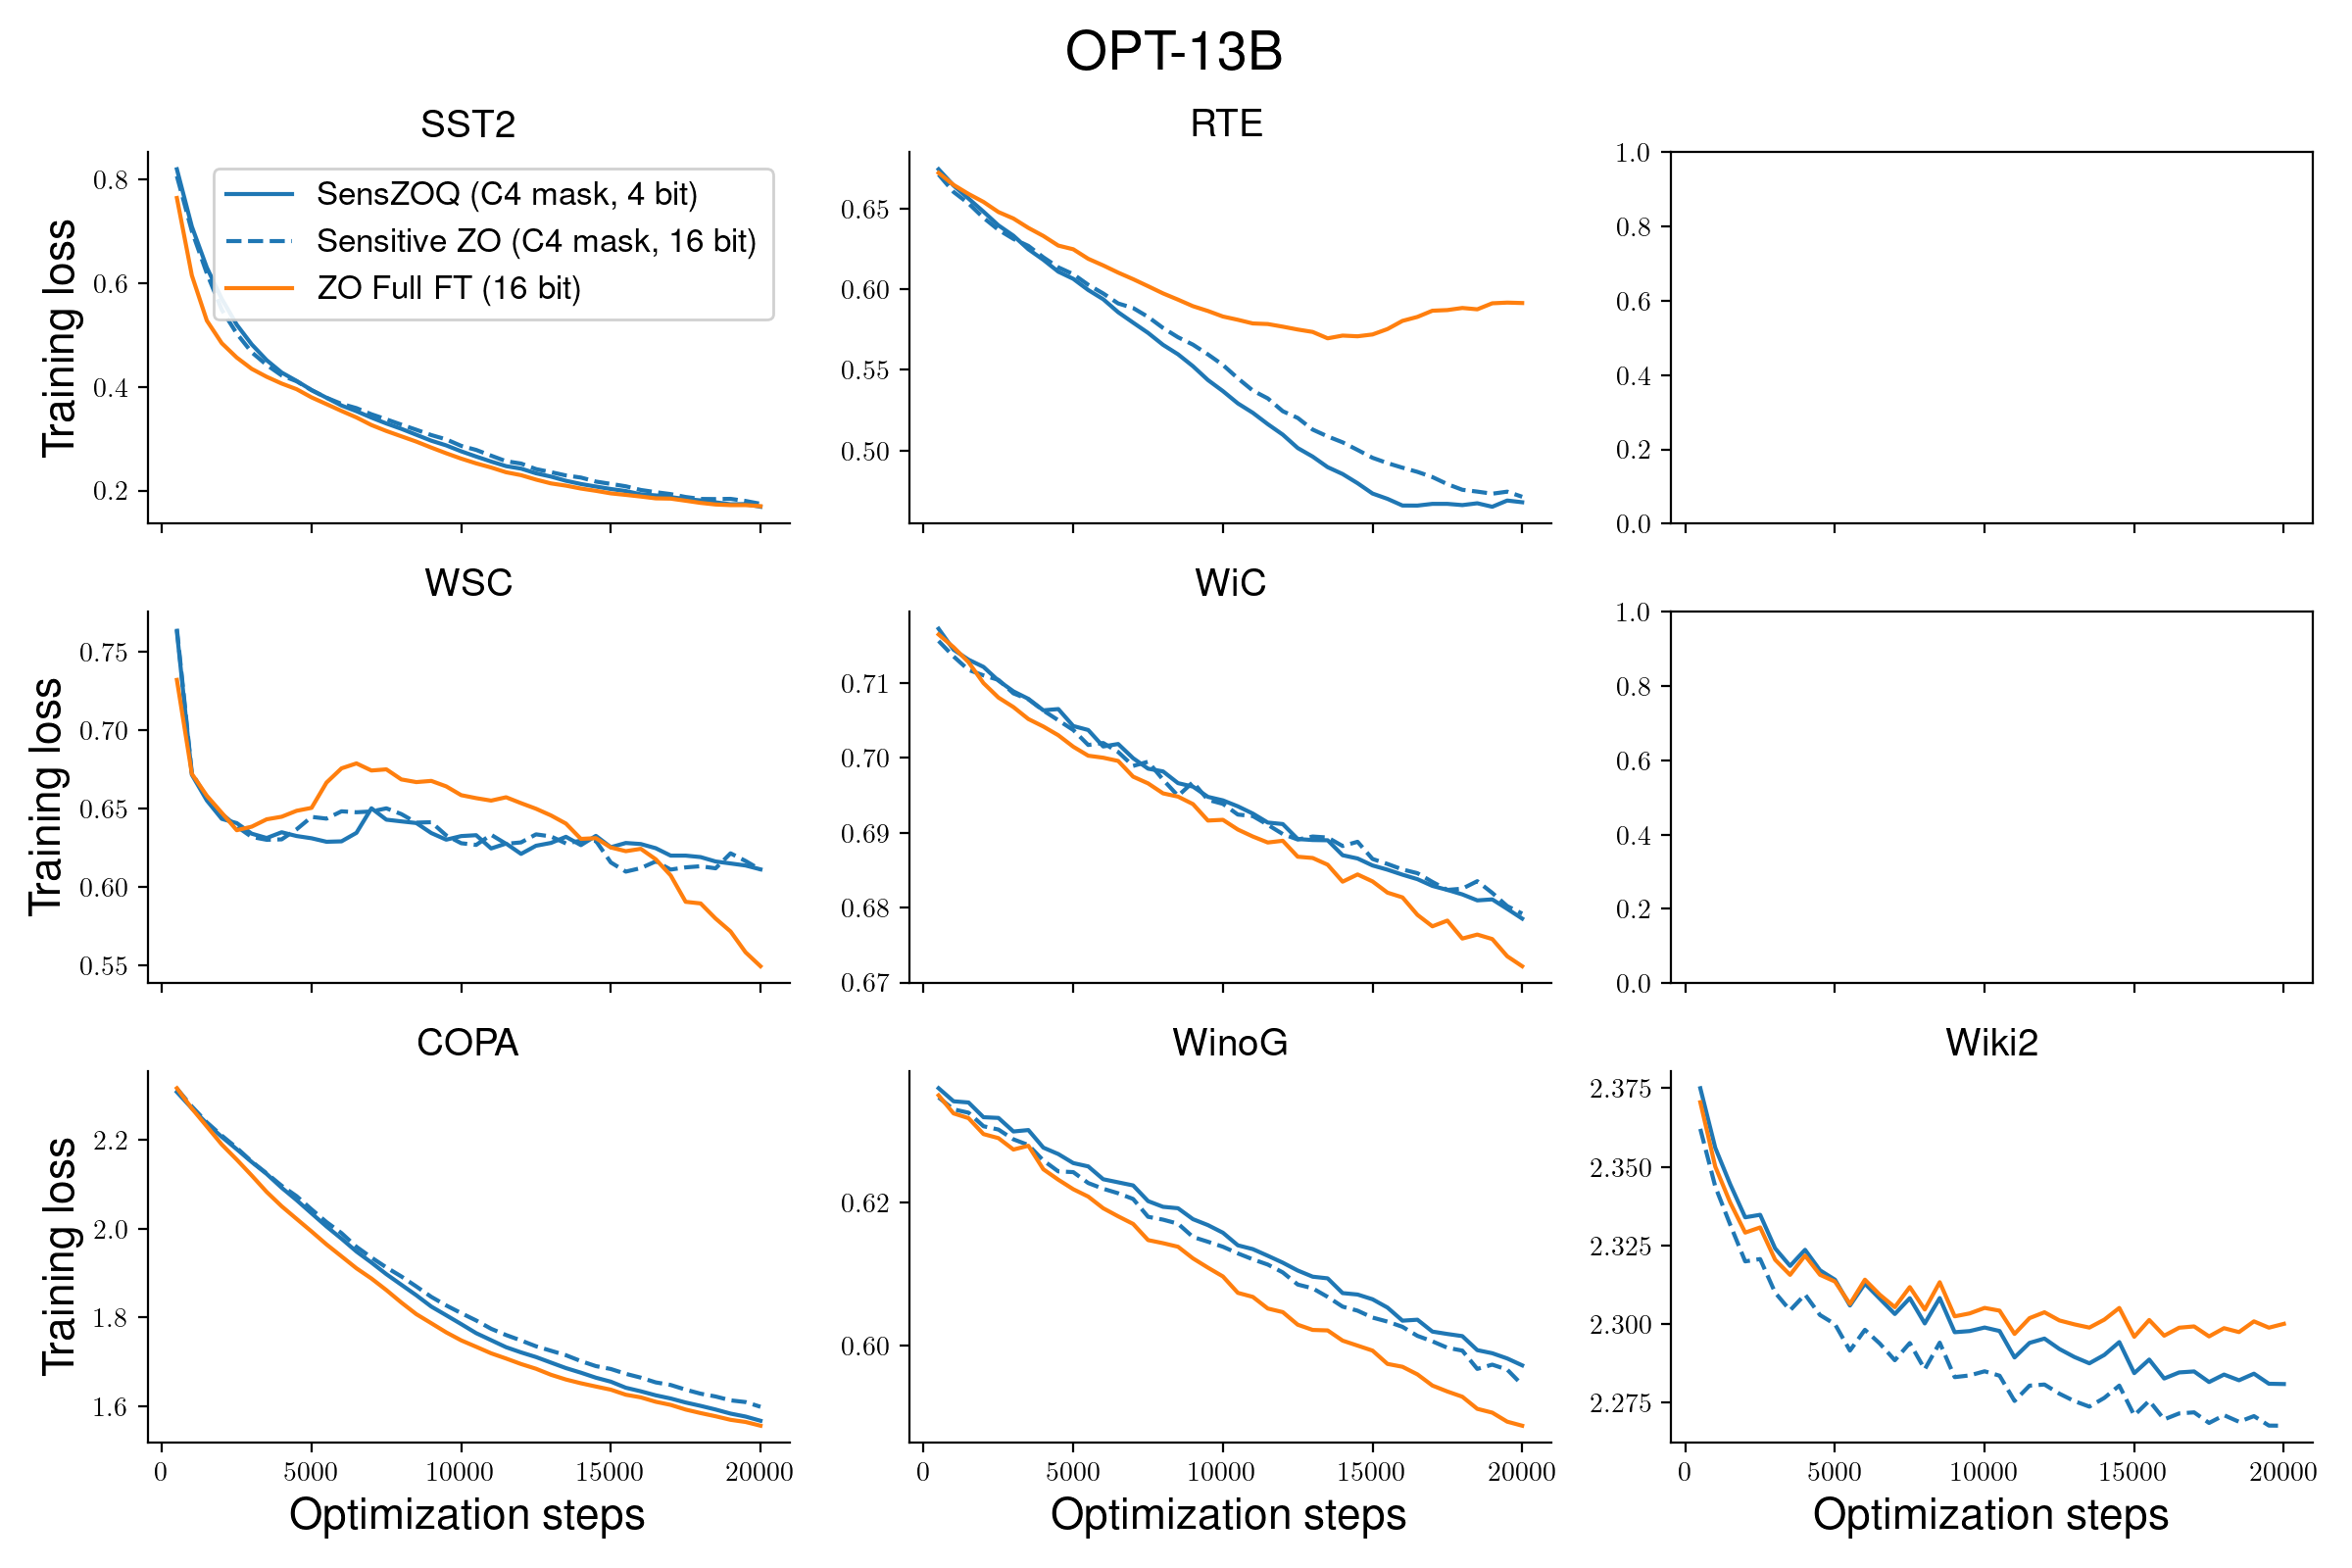 OPT-13B
SST2
RTE
Training loss
0.8
0.6
0.4
0.2
SensZOQ (C4 mask, 4 bit)
Sensitive ZO (C4 mask, 16 bit)
ZO Full FT (16 bit)
0.65
0.60
0.55
0.50
1.0
0.8
0.6
0.4
0.2
0.0
WSC
WiC
Training loss
0.75
0.70
0.65
0.60
0.55
0.71
0.70
0.69
0.68
0.67
1.0
0.8
0.6
0.4
0.2
0.0
COPA
WinoG
Wiki2
Training loss
2.2
2.0
1.8
1.6
0 5000 10000 15000 20000
Optimization steps
0.62
0.60
0 5000 10000 15000 20000
Optimization steps
2.375
2.350
2.325
2.300
2.275
0 5000 10000 15000 20000
Optimization steps